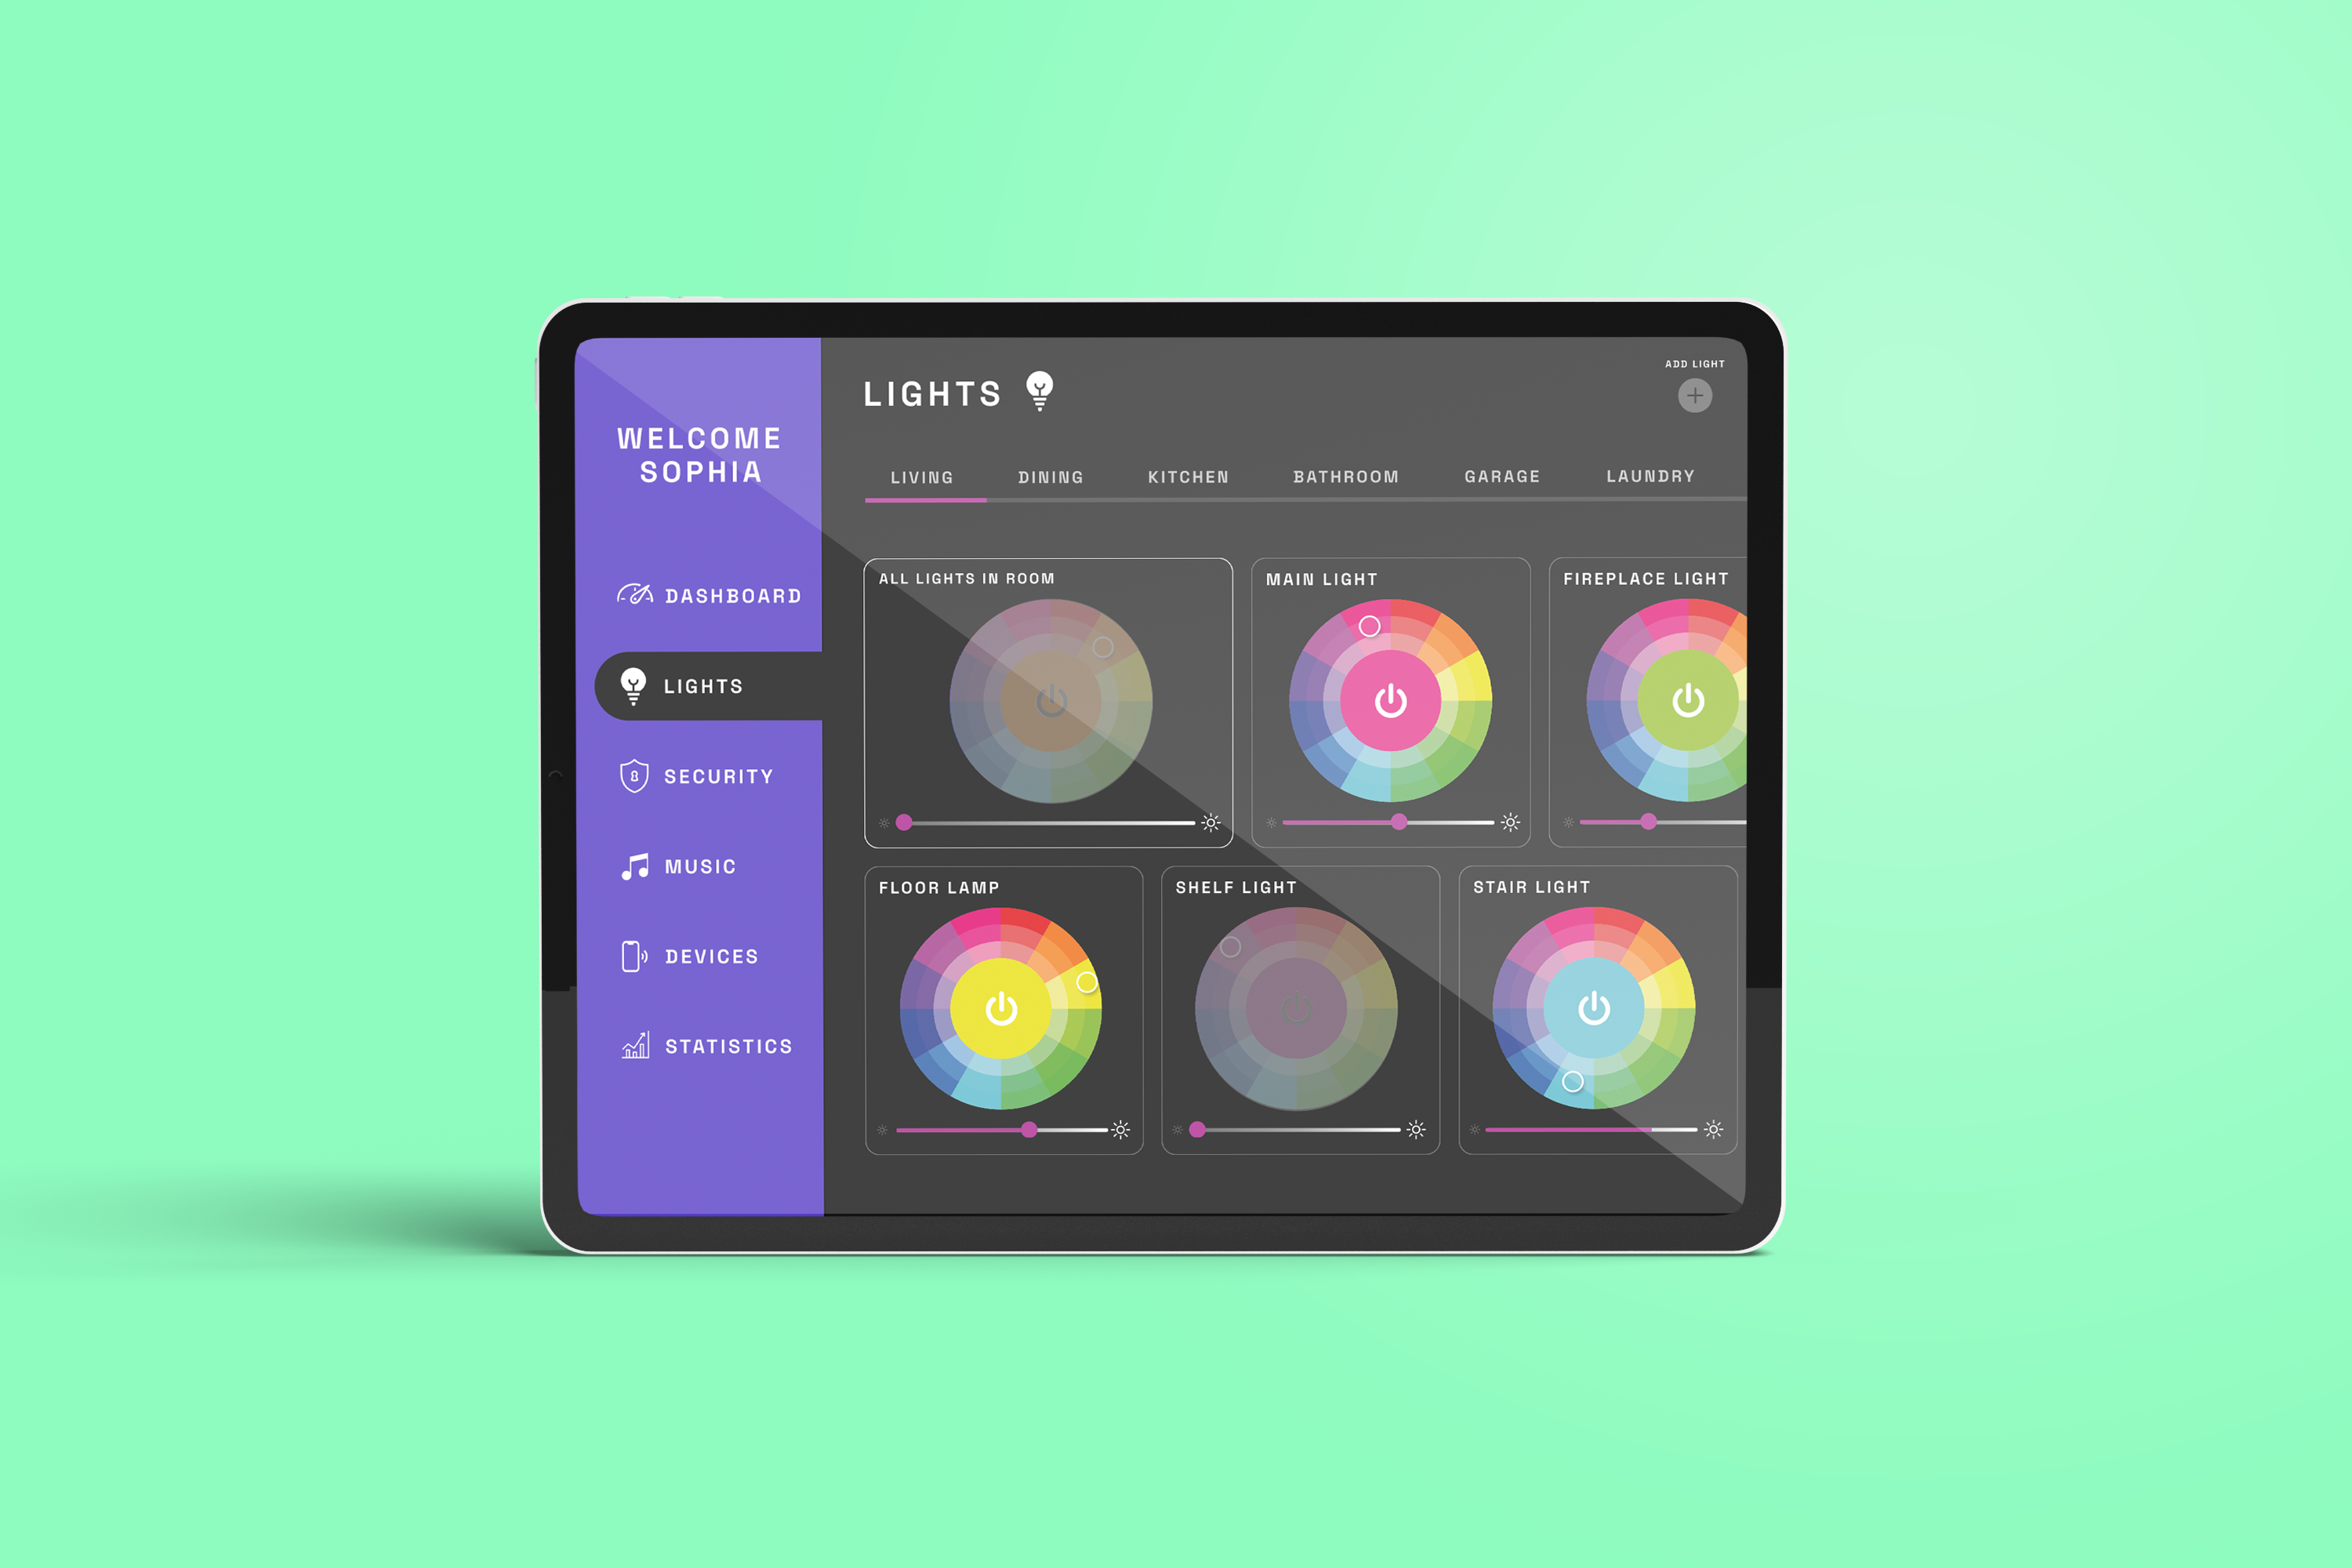 WELCOME
SOPHIA
DASHBOARD
LIGHTS
SECURITY
MUSIC
DEVICES
STATISTICS
LIGHTS
ADD LIGHT
LIVING DINING KITCHEN BATHROOM GARAGE LAUNDRY
ALL LIGHTS IN ROOM
MAIN LIGHT
FIREPLACE LIGHT
FLOOR LAMP
SHELF LIGHT
STAIR LIGHT